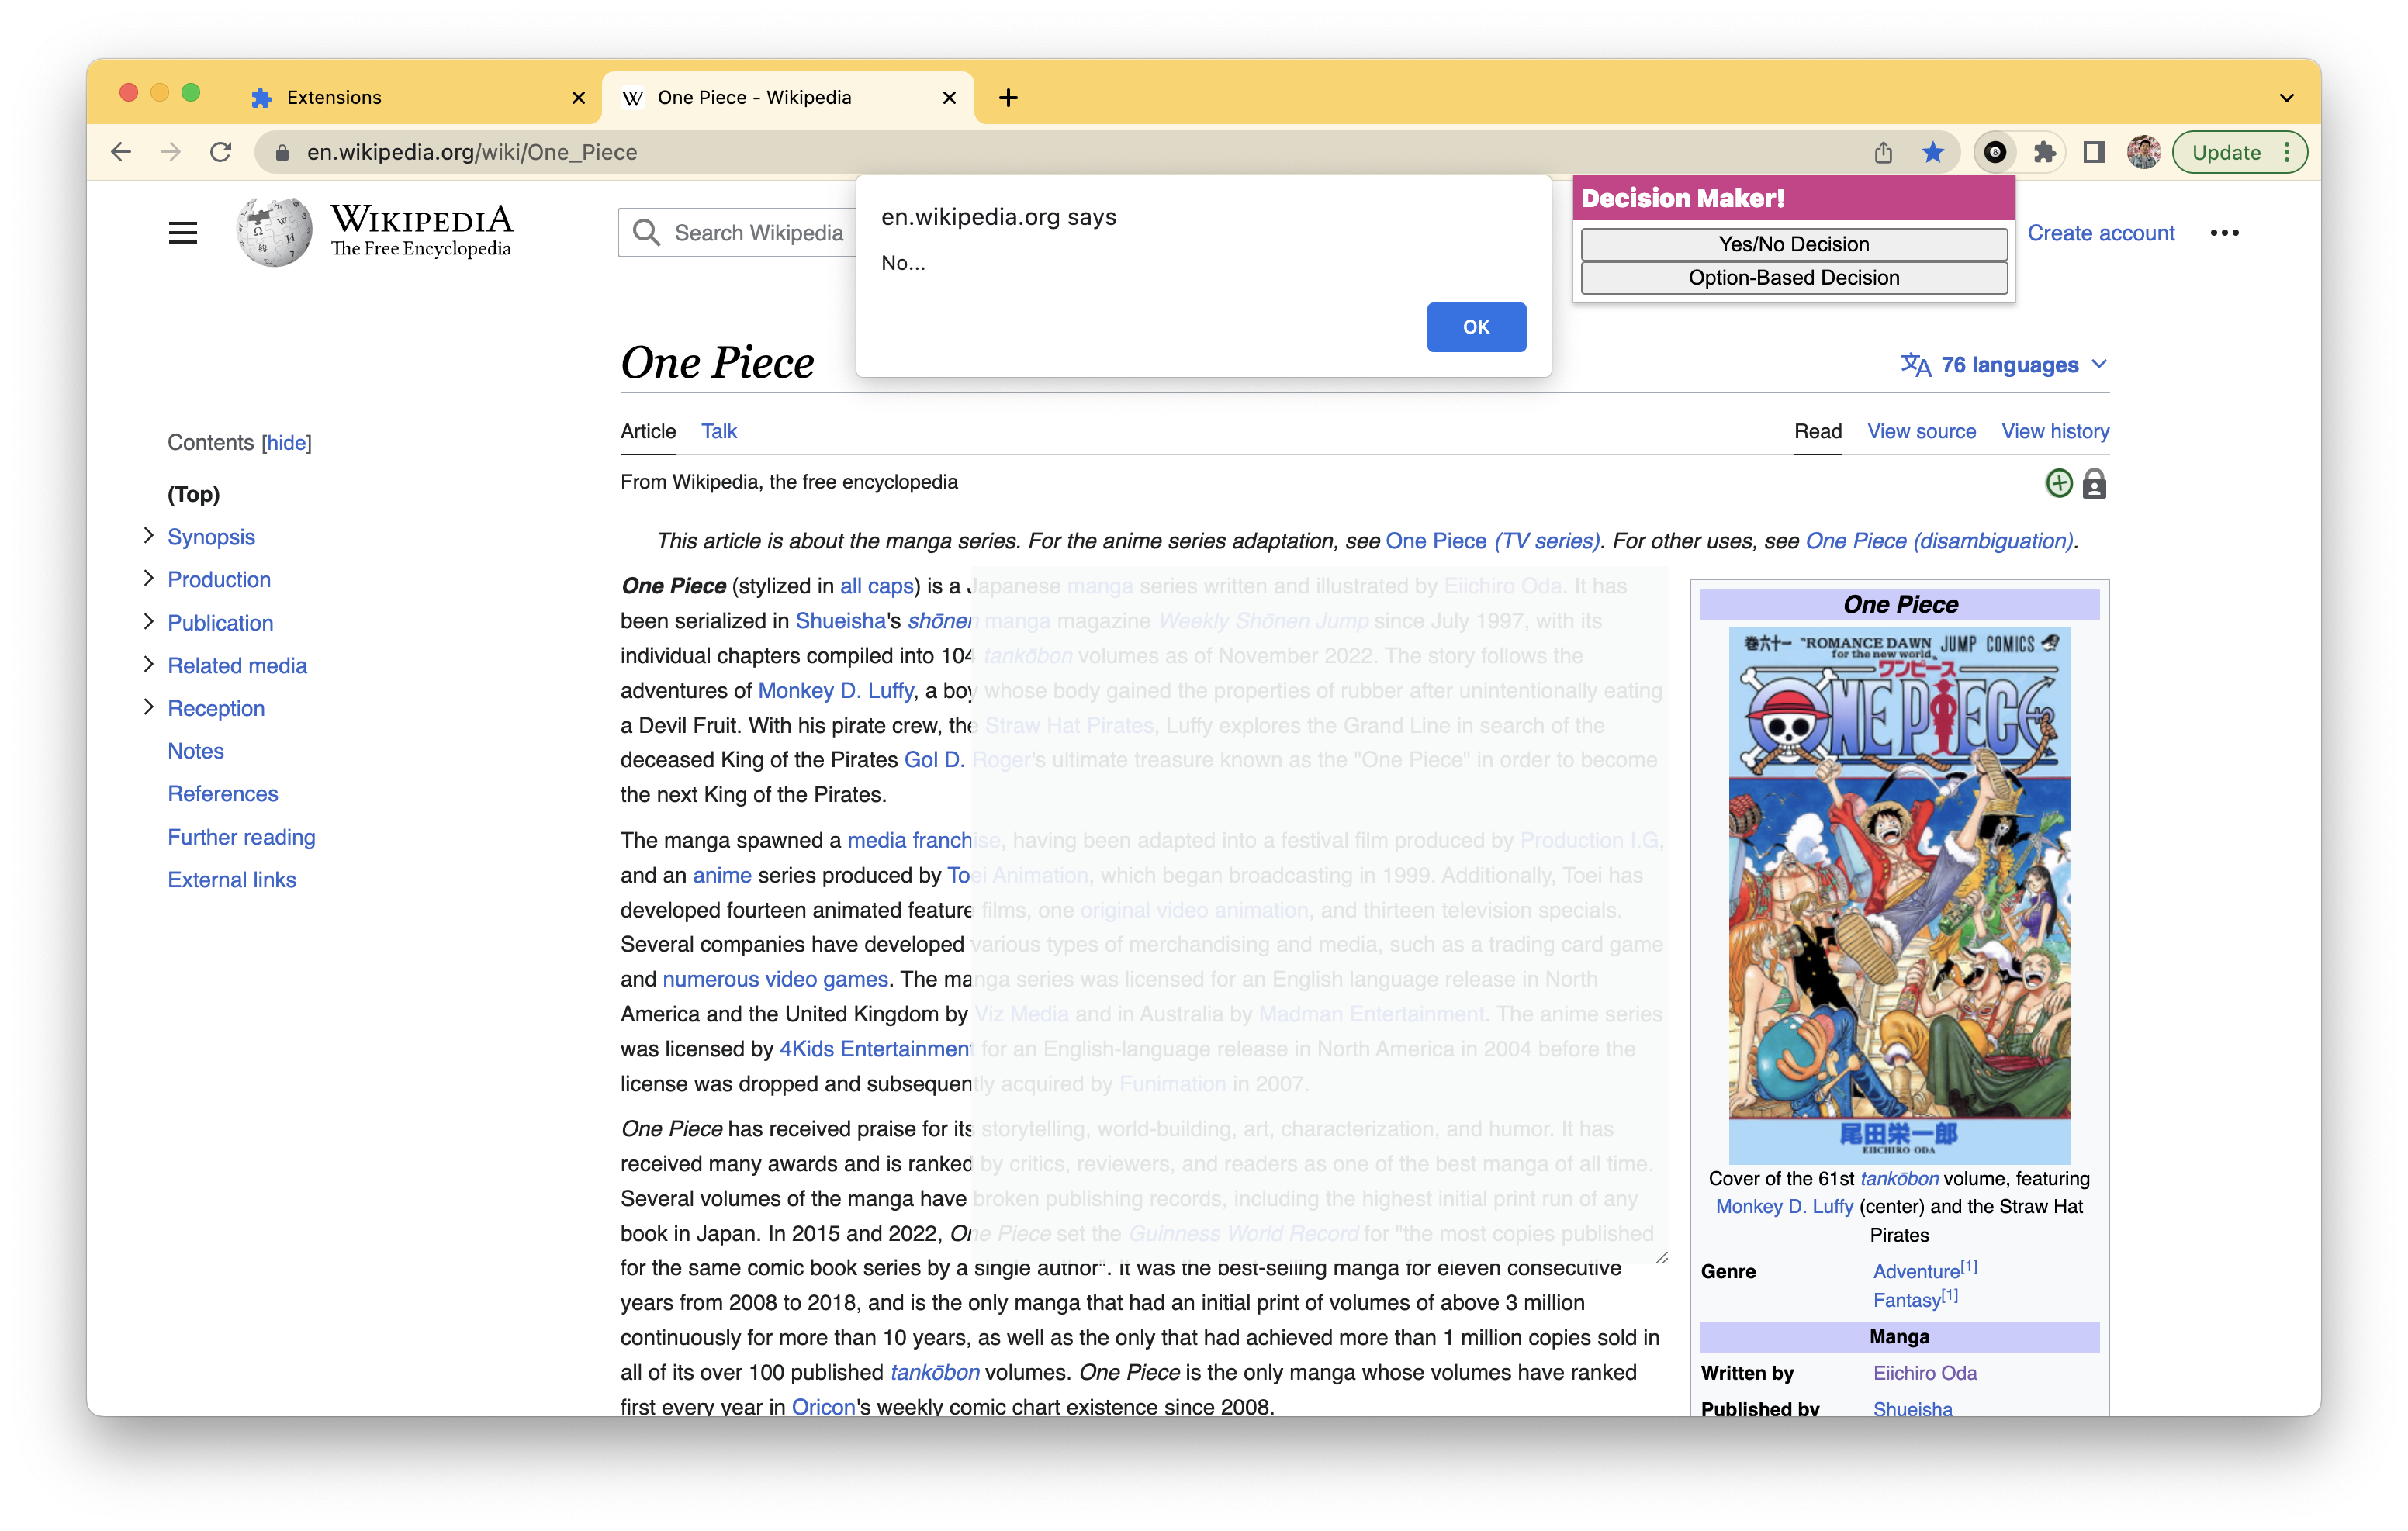 Extensions
One Piece - Wikipedia
en.wikipedia.org/wiki/One_Piece
Update
WIKIPEDIA
The Free Encyclopedia
Search Wikipedia
en.wikipedia.org says
No...
OK
Decision Maker!
Yes/No Decision
Option-Based Decision
Create account
One Piece
76 languages
Article Talk
Read View source View history
From Wikipedia, the free encyclopedia
Contents [hide]
(Top)
Synopsis
Production
Publication
Related media
Reception
Notes
References
Further reading
External links
This article is about the manga series. For the anime series adaptation, see One Piece (TV series). For other uses, see One Piece (disambiguation).
One Piece (stylized in all caps) is a Japanese manga series written and illustrated by Eiichiro Oda. It has
been serialized in Shueisha's shōnen manga magazine Weekly Shōnen Jump since July 1997, with its
individual chapters compiled into 104 tankōbon volumes as of November 2022. The story follows the
adventures of Monkey D. Luffy, a boy whose body gained the properties of rubber after unintentionally eating
a Devil Fruit. With his pirate crew, the Straw Hat Pirates, Luffy explores the Grand Line in search of the
deceased King of the Pirates Gol D. Roger's ultimate treasure known as the "One Piece" in order to become
the next King of the Pirates.
The manga spawned a media franchise, having been adapted into a festival film produced by Production I.G,
and an anime series produced by Toei Animation, which began broadcasting in 1999. Additionally, Toei has
developed fourteen animated feature films, one original video animation, and thirteen television specials.
Several companies have developed various types of merchandising and media, such as a trading card game
and numerous video games. The manga series was licensed for an English language release in North
America and the United Kingdom by Viz Media and in Australia by Madman Entertainment. The anime series
was licensed by 4Kids Entertainment for an English-language release in North America in 2004 before the
license was dropped and subsequently acquired by Funimation in 2007.
One Piece has received praise for its storytelling, world-building, art, characterization, and humor. It has
received many awards and is ranked by critics, reviewers, and readers as one of the best manga of all time.
Several volumes of the manga have broken publishing records, including the highest initial print run of any
book in Japan. In 2015 and 2022, One Piece set the Guinness World Record for "the most copies published
for the same comic book series by a single author". It was the best-selling manga for eleven consecutive
years from 2008 to 2018, and is the only manga that had an initial print of volumes of above 3 million
continuously for more than 10 years, as well as the only that had achieved more than 1 million copies sold in
all of its over 100 published tankōbon volumes. One Piece is the only manga whose volumes have ranked
first every year in Oricon's weekly comic chart existence since 2008.
One Piece
巻六十一 "ROMANCE DAWN for the new world" JUMP COMICS
ワンピース
ONE PIECE
尾田栄一郎
EIICHIRO ODA
Cover of the 61st tankōbon volume, featuring
Monkey D. Luffy (center) and the Straw Hat
Pirates
Genre Adventure[1]
Fantasy[1]
Manga
Written by Eiichiro Oda
Published by Shueisha